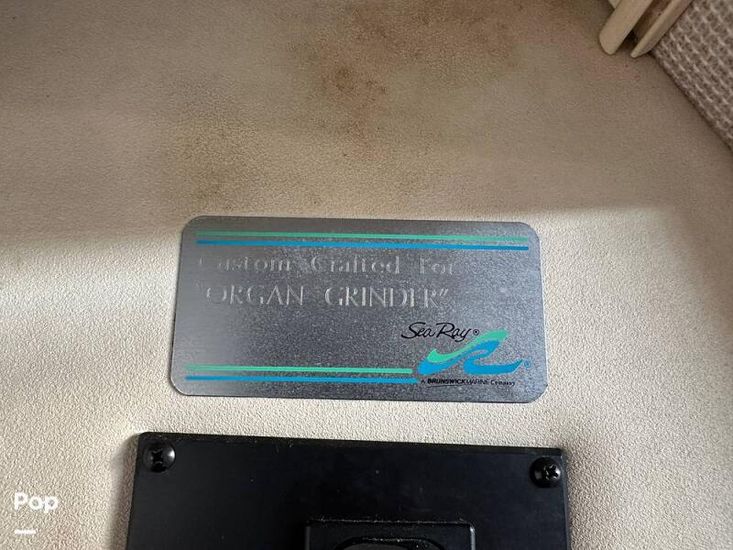 Custom Crafted For
"ORGAN GRINDER"
Sea Ray®
®
A BRUNSWICK MARINE Company
Pop